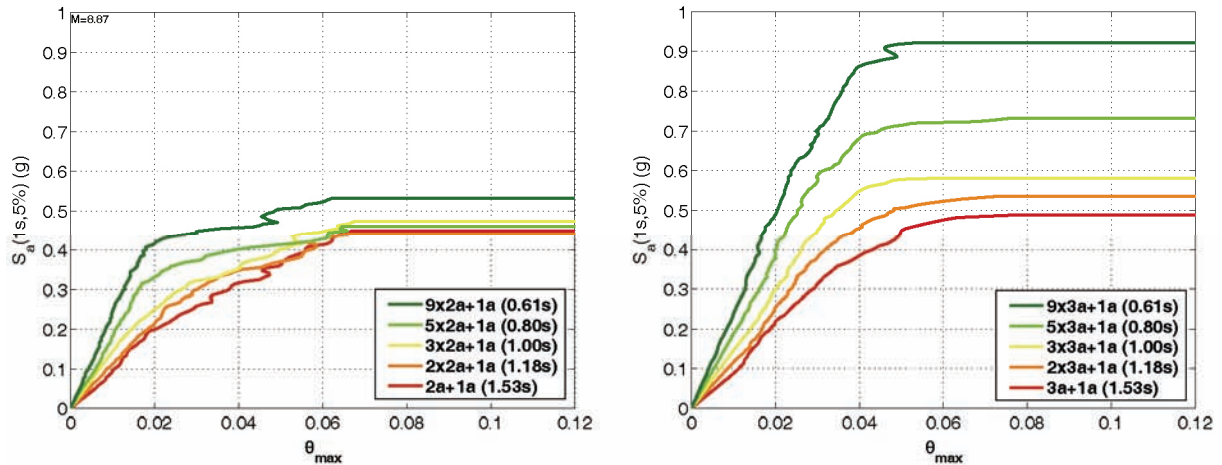 M=6.67
1
0.9
0.8
0.7
0.6
0.5
0.4
0.3
0.2
0.1
0
Sa(1s,5%) (g)
9x2a+1a (0.61s)
5x2a+1a (0.80s)
3x2a+1a (1.00s)
2x2a+1a (1.18s)
2a+1a (1.53s)
0 0.02 0.04 0.06 0.08 0.1 0.12
θmax
1
0.9
0.8
0.7
0.6
0.5
0.4
0.3
0.2
0.1
0
Sa(1s,5%) (g)
9x3a+1a (0.61s)
5x3a+1a (0.80s)
3x3a+1a (1.00s)
2x3a+1a (1.18s)
3a+1a (1.53s)
0 0.02 0.04 0.06 0.08 0.1 0.12
θmax